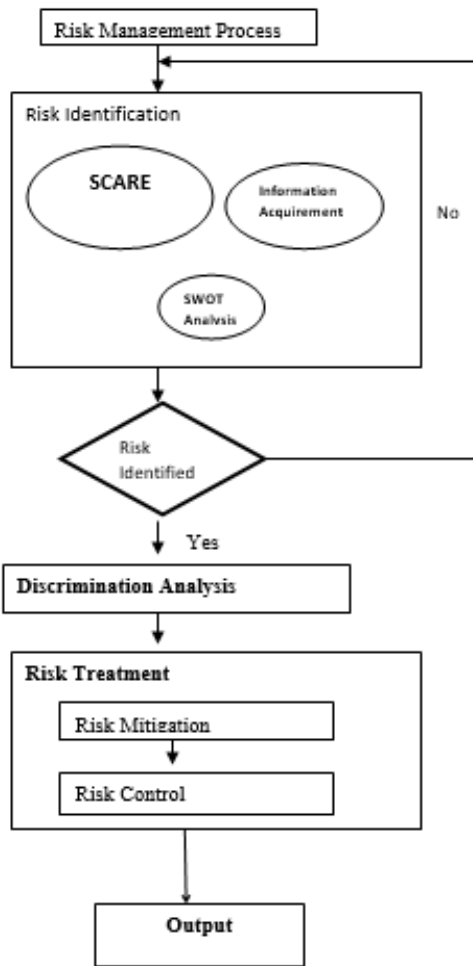 Risk Management Process
Risk Identification
SCARE
Information
Acquirement
No
SWOT
Analysis
Risk
Identified
Yes
Discrimination Analysis
Risk Treatment
Risk Mitigation
Risk Control
Output